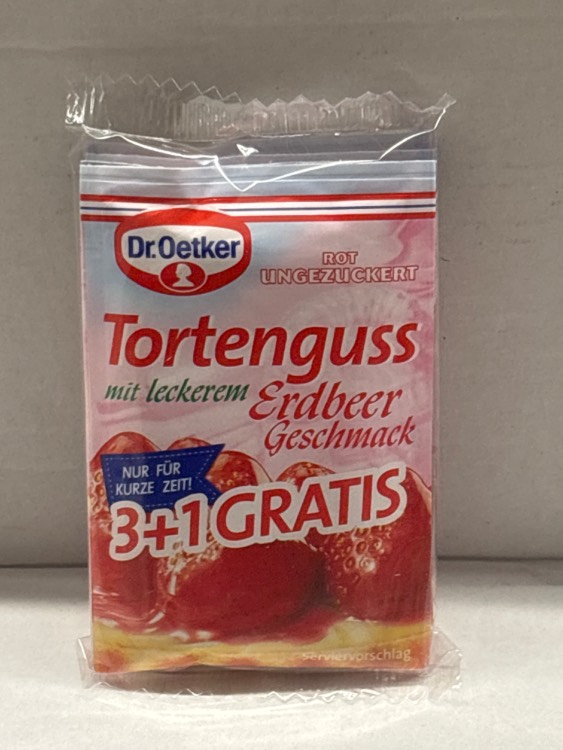 Dr.Oetker
ROT
UNGEZUCKERT
Tortenguss
mit leckerem Erdbeer
Geschmack
NUR FÜR
KURZE ZEIT!
3+1 GRATIS
Serviervorschlag